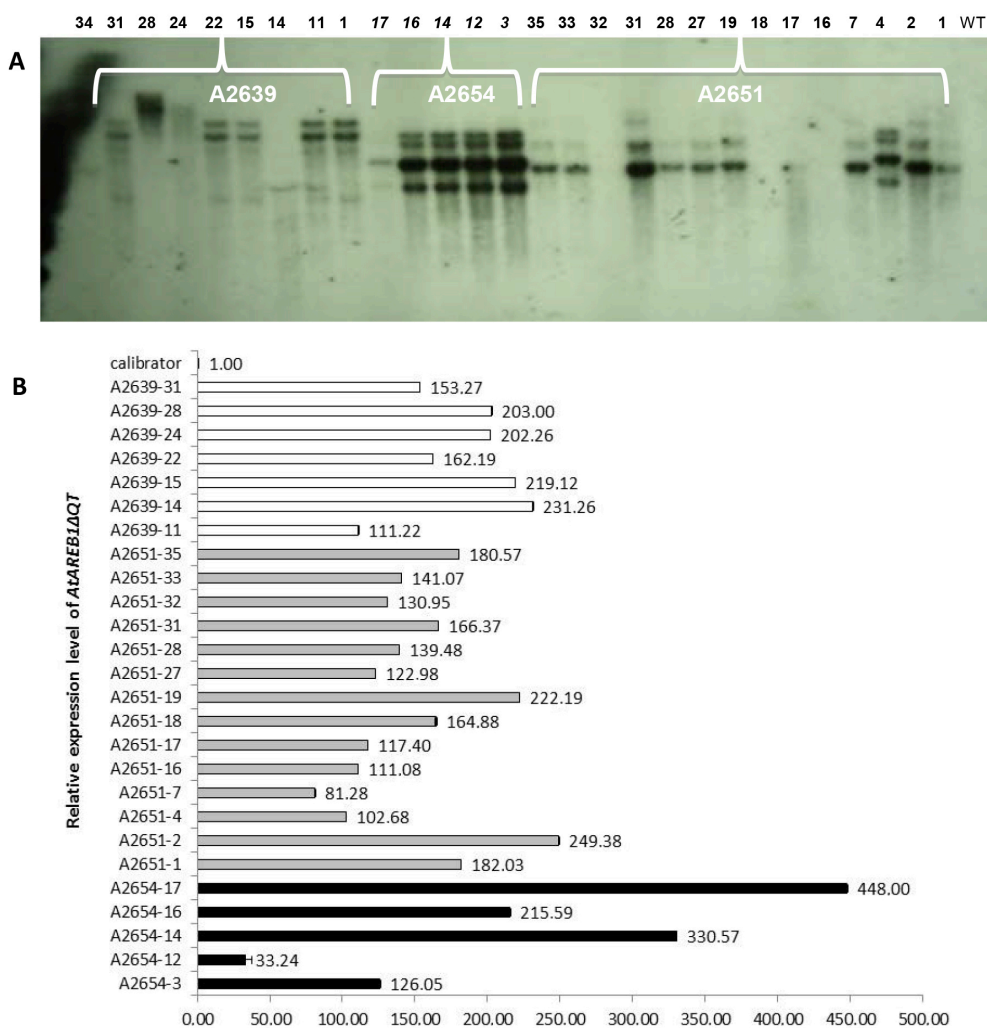 34 31 28 24 22 15 14 11 1 17 16 14 12 3 35 33 32 31 28 27 19 18 17 16 7 4 2 1 WT
A
A2639 A2654 A2651
B
Relative expression level of AtAREB1ΔQT
calibrator 1.00
A2639-31 153.27
A2639-28 203.00
A2639-24 202.26
A2639-22 162.19
A2639-15 219.12
A2639-14 231.26
A2639-11 111.22
A2651-35 180.57
A2651-33 141.07
A2651-32 130.95
A2651-31 166.37
A2651-28 139.48
A2651-27 122.98
A2651-19 222.19
A2651-18 164.88
A2651-17 117.40
A2651-16 111.08
A2651-7 81.28
A2651-4 102.68
A2651-2 249.38
A2651-1 182.03
A2654-17 448.00
A2654-16 215.59
A2654-14 330.57
A2654-12 33.24
A2654-3 126.05
0.00 50.00 100.00 150.00 200.00 250.00 300.00 350.00 400.00 450.00 500.00